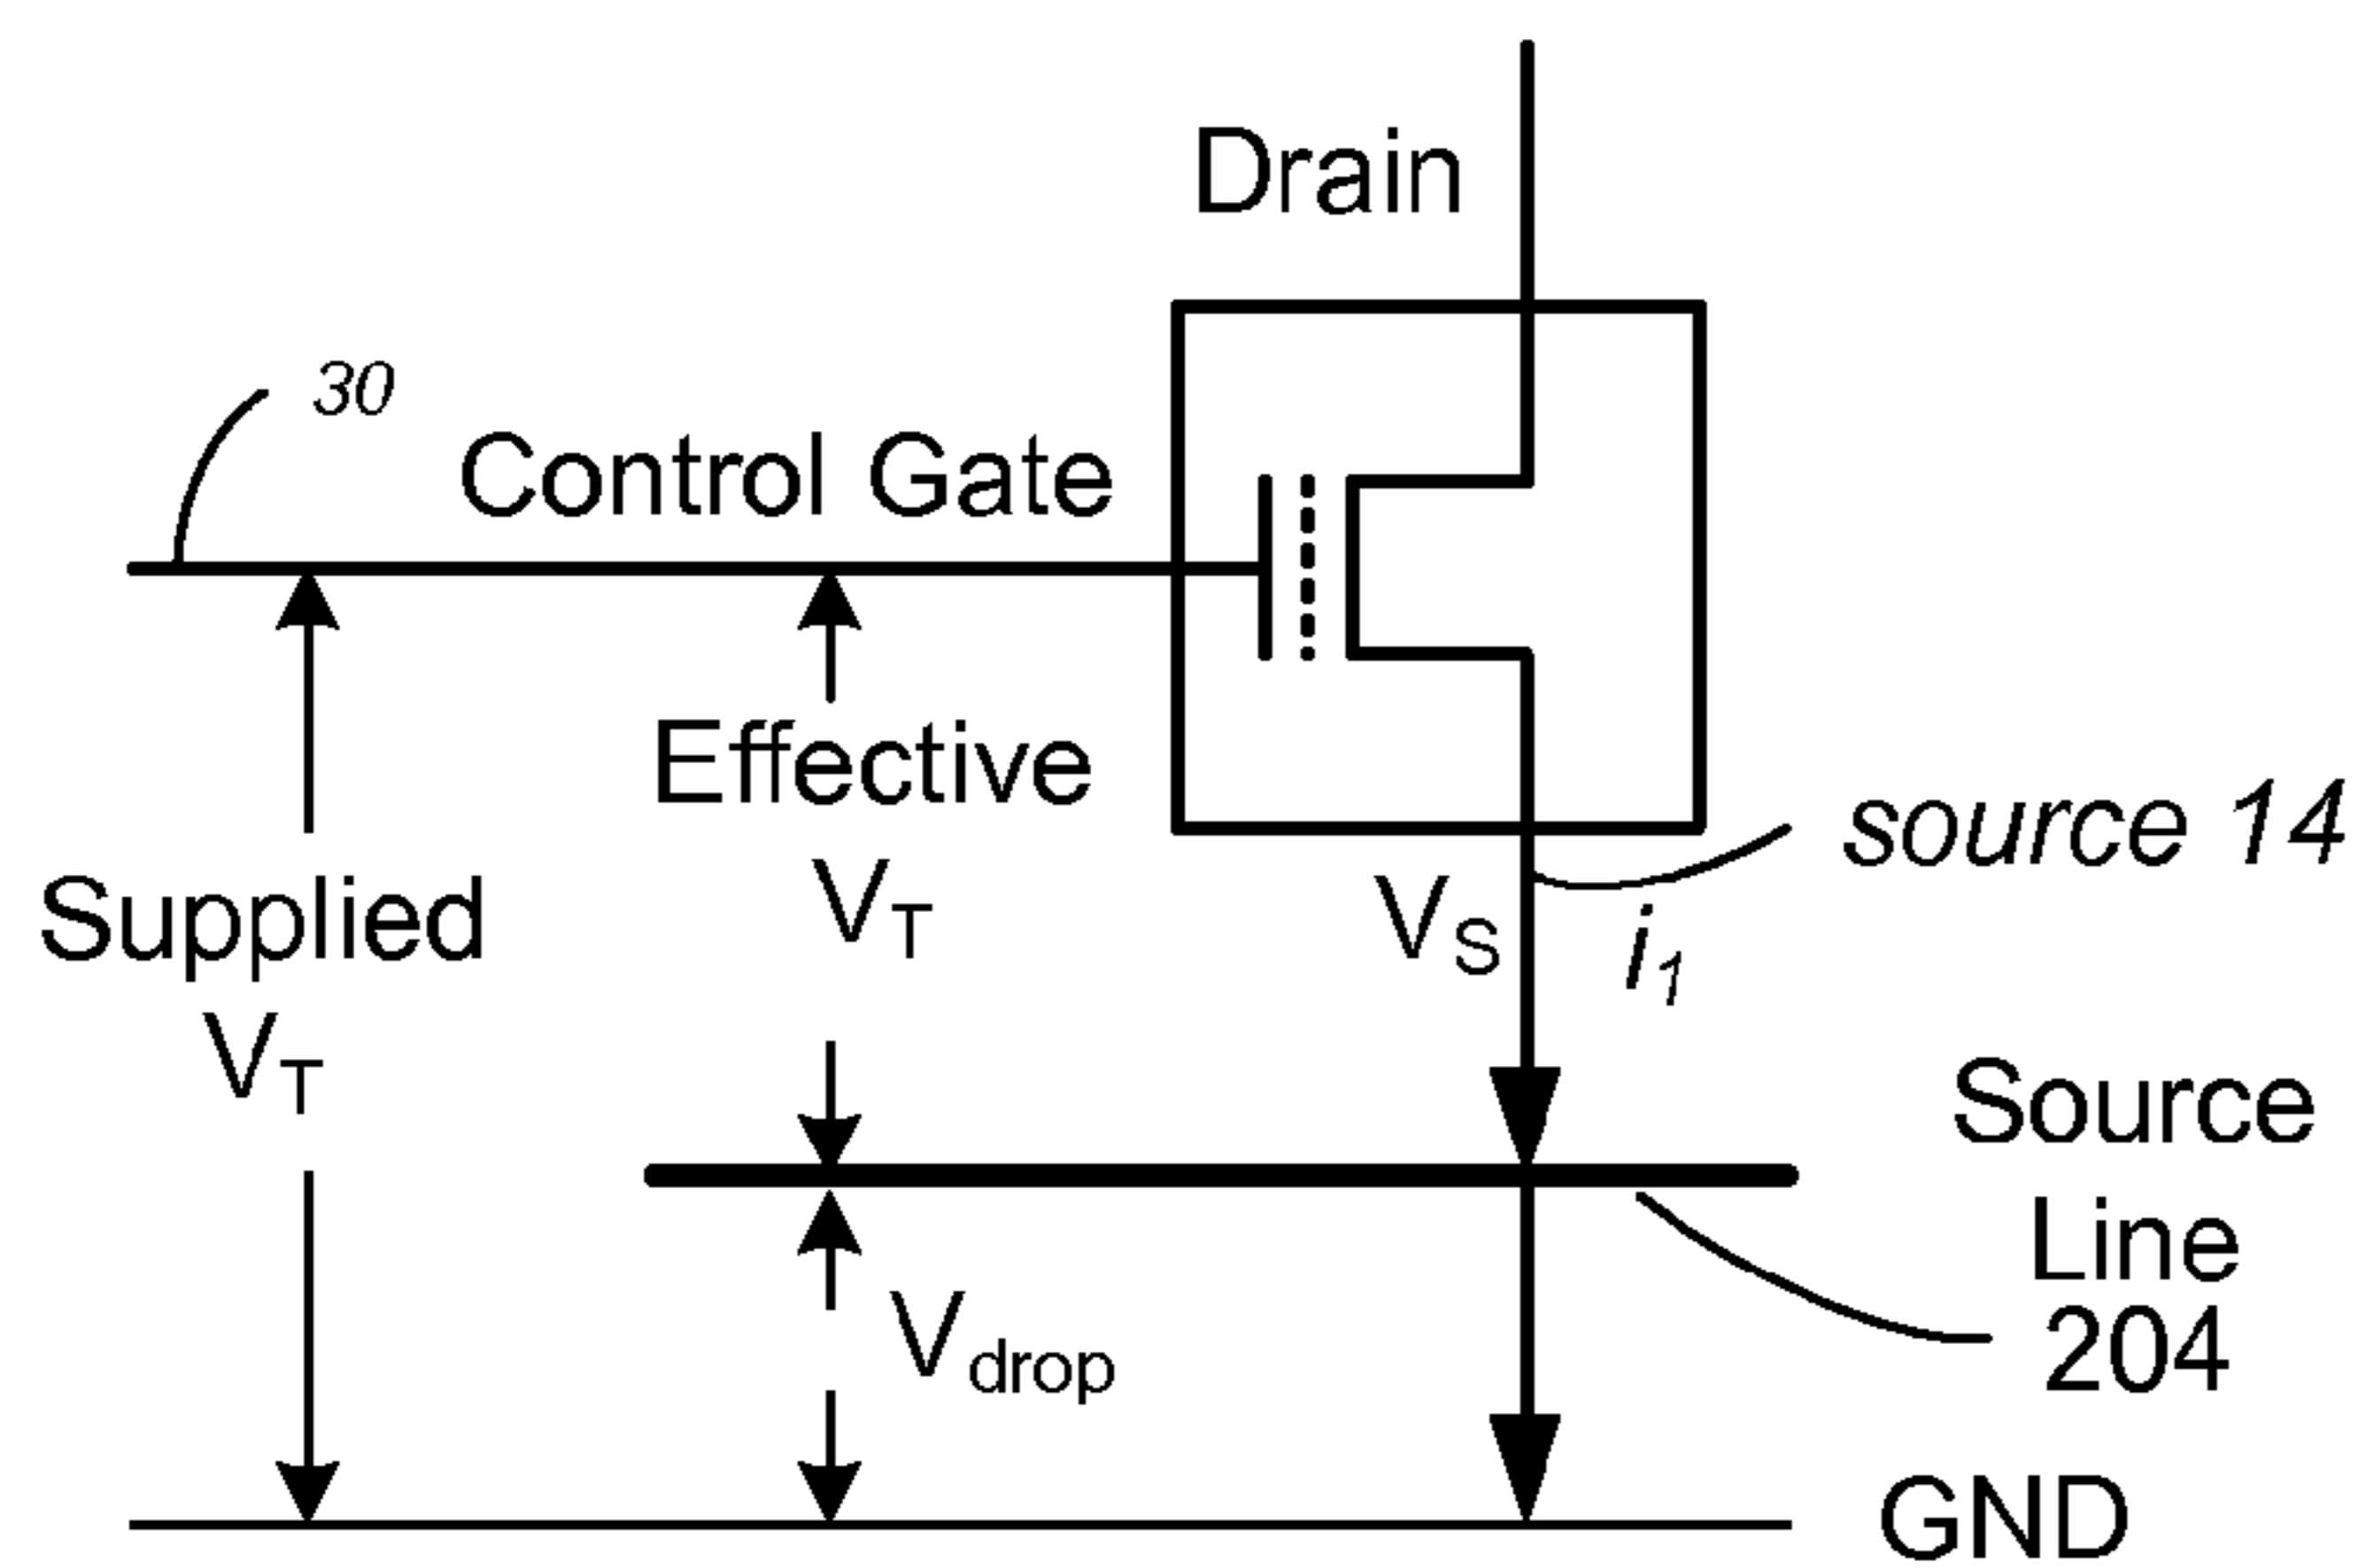 Drain
30
Control Gate
Effective
VT
Supplied
VT
source 14
VS
i1
Source
Line
204
Vdrop
GND